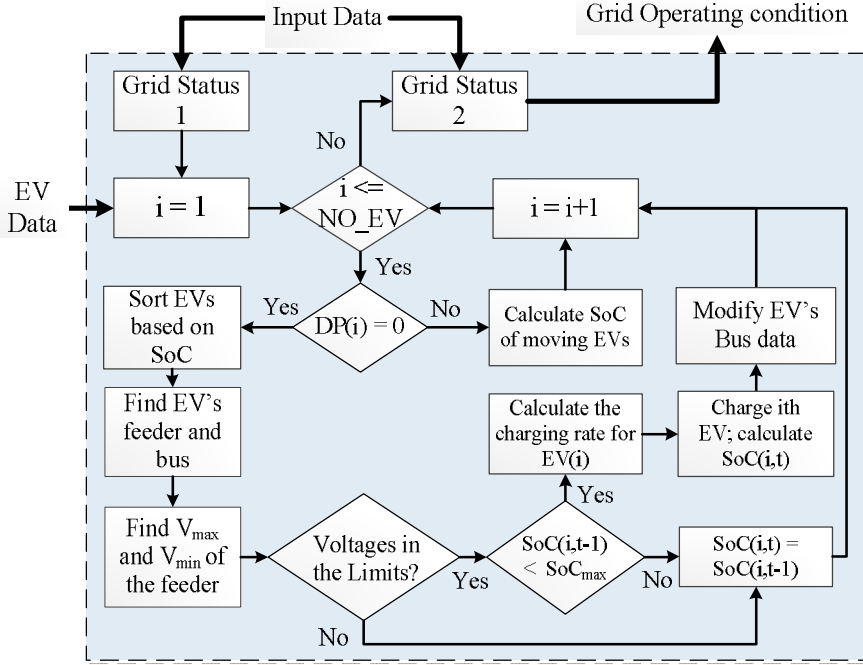 Input Data
Grid Operating condition
Grid Status
1
Grid Status
2
No
EV
Data
i = 1
i <=
NO_EV
i = i+1
Yes
Sort EVs
based on
SoC
Yes
DP(i) = 0
No
Calculate SoC
of moving EVs
Modify EV's
Bus data
Find EV's
feeder and
bus
Calculate the
charging rate for
EV(i)
Charge ith
EV; calculate
SoC(i,t)
Yes
Find Vmax
and Vmin of
the feeder
Voltages in
the Limits?
Yes
SoC(i,t-1)
< SoCmax
No
SoC(i,t) =
SoC(i,t-1)
No